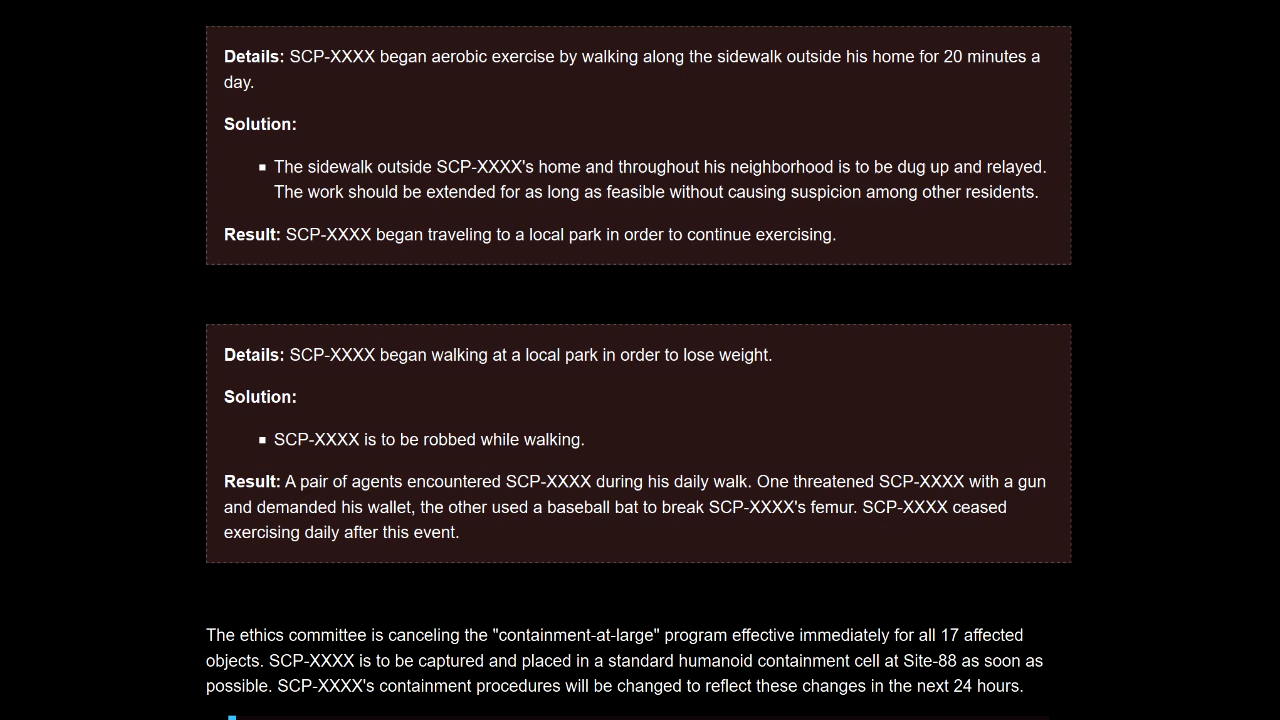 Details: SCP-XXXX began aerobic exercise by walking along the sidewalk outside his home for 20 minutes a
day.
Solution:
The sidewalk outside SCP-XXXX's home and throughout his neighborhood is to be dug up and relayed.
The work should be extended for as long as feasible without causing suspicion among other residents.
Result: SCP-XXXX began traveling to a local park in order to continue exercising.
Details: SCP-XXXX began walking at a local park in order to lose weight.
Solution:
SCP-XXXX is to be robbed while walking.
Result: A pair of agents encountered SCP-XXXX during his daily walk. One threatened SCP-XXXX with a gun
and demanded his wallet, the other used a baseball bat to break SCP-XXXX's femur. SCP-XXXX ceased
exercising daily after this event.
The ethics committee is canceling the "containment-at-large" program effective immediately for all 17 affected
objects. SCP-XXXX is to be captured and placed in a standard humanoid containment cell at Site-88 as soon as
possible. SCP-XXXX's containment procedures will be changed to reflect these changes in the next 24 hours.